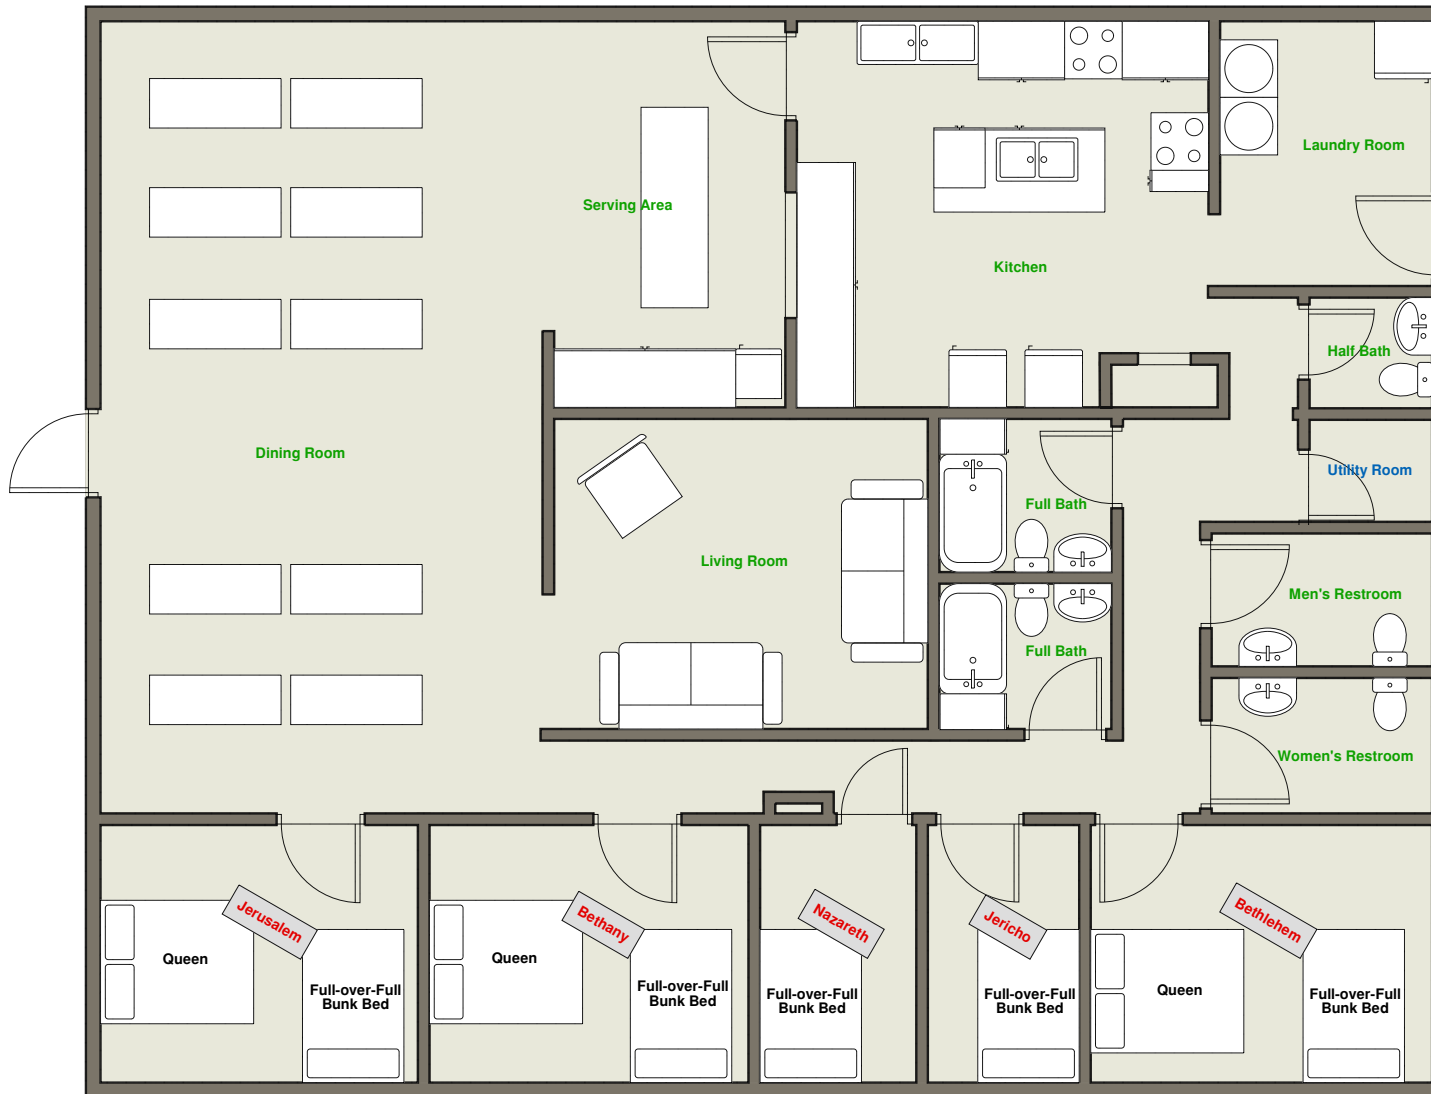 Laundry Room
Serving Area
Kitchen
Half Bath
Dining Room
Utility Room
Full Bath
Living Room
Men's Restroom
Full Bath
Women's Restroom
Jerusalem
Bethany
Nazareth
Jericho
Bethlehem
Queen
Full-over-Full
Bunk Bed
Queen
Full-over-Full
Bunk Bed
Full-over-Full
Bunk Bed
Full-over-Full
Bunk Bed
Queen
Full-over-Full
Bunk Bed